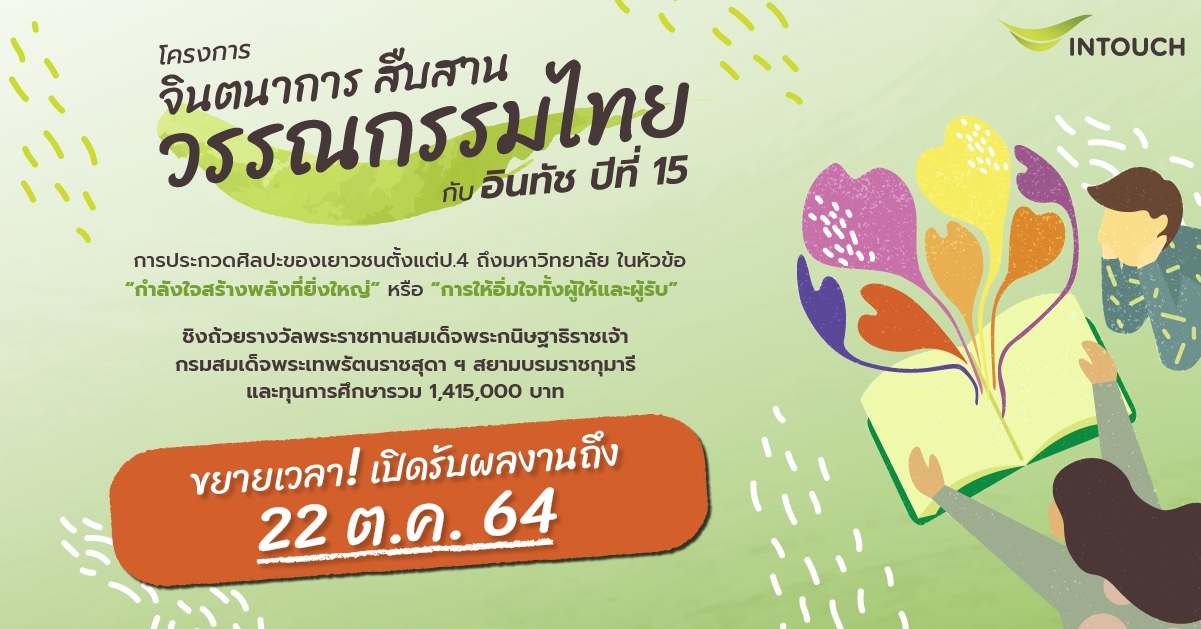 INTOUCH
โครงการ
จินตนาการ สืบสาน
วรรณกรรมไทย
กับ อินทัช ปีที่ 15
การประกวดศิลปะของเยาวชนตั้งแต่ป.4 ถึงมหาวิทยาลัย ในหัวข้อ
“กำลังใจสร้างพลังที่ยิ่งใหญ่” หรือ “การให้อิ่มใจทั้งผู้ให้และผู้รับ”
ชิงถ้วยรางวัลพระราชทานสมเด็จพระกนิษฐาธิราชเจ้า
กรมสมเด็จพระเทพรัตนราชสุดา ฯ สยามบรมราชกุมารี
และทุนการศึกษารวม 1,415,000 บาท
ขยายเวลา! เปิดรับผลงานถึง
22 ต.ค. 64